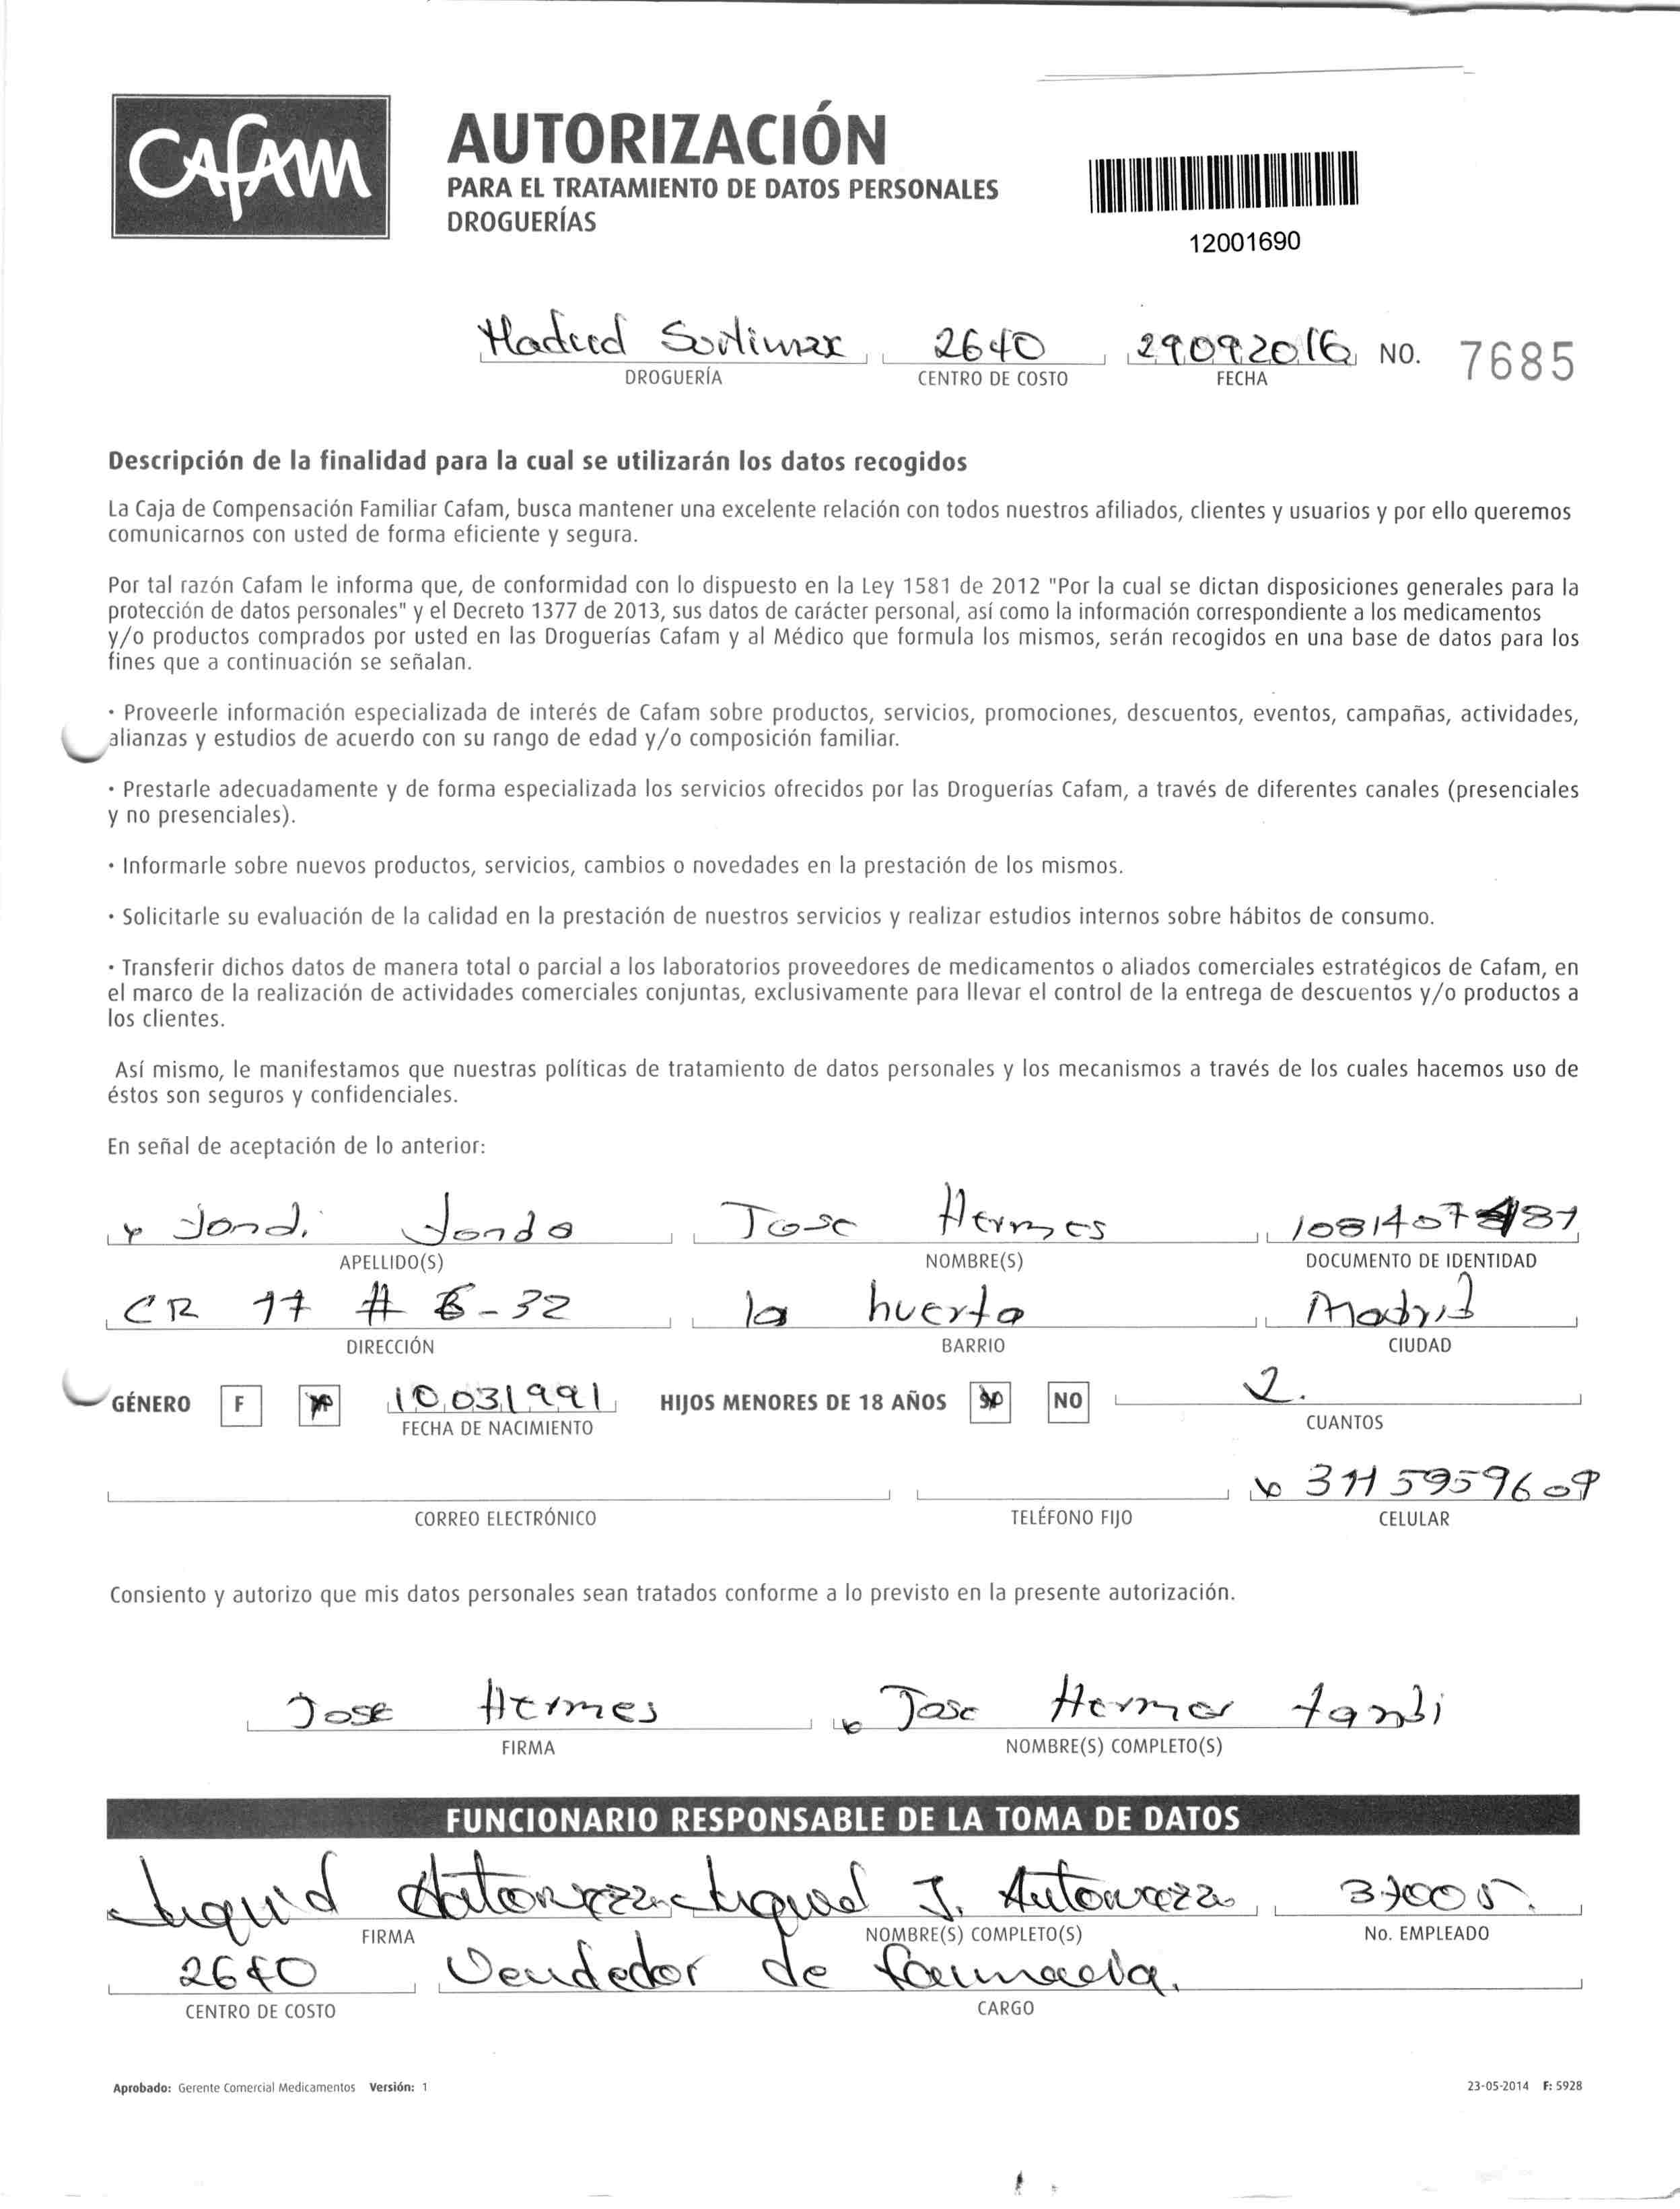 CAFAM
AUTORIZACIÓN
PARA EL TRATAMIENTO DE DATOS PERSONALES
DROGUERÍAS
12001690
Madrid 2640 29092016 NO. 7685
DROGUERÍA CENTRO DE COSTO FECHA
Descripción de la finalidad para la cual se utilizarán los datos recogidos
La Caja de Compensación Familiar Cafam, busca mantener una excelente relación con todos nuestros afiliados, clientes y usuarios y por ello queremos
comunicarnos con usted de forma eficiente y segura.
Por tal razón Cafam le informa que, de conformidad con lo dispuesto en la Ley 1581 de 2012 "Por la cual se dictan disposiciones generales para la
protección de datos personales" y el Decreto 1377 de 2013, sus datos de carácter personal, así como la información correspondiente a los medicamentos
y/o productos comprados por usted en las Droguerías Cafam y al Médico que formula los mismos, serán recogidos en una base de datos para los
fines que a continuación se señalan.
· Proveerle información especializada de interés de Cafam sobre productos, servicios, promociones, descuentos, eventos, campañas, actividades,
alianzas y estudios de acuerdo con su rango de edad y/o composición familiar.
· Prestarle adecuadamente y de forma especializada los servicios ofrecidos por las Droguerías Cafam, a través de diferentes canales (presenciales
y no presenciales).
· Informarle sobre nuevos productos, servicios, cambios o novedades en la prestación de los mismos.
· Solicitarle su evaluación de la calidad en la prestación de nuestros servicios y realizar estudios internos sobre hábitos de consumo.
· Transferir dichos datos de manera total o parcial a los laboratorios proveedores de medicamentos o aliados comerciales estratégicos de Cafam, en
el marco de la realización de actividades comerciales conjuntas, exclusivamente para llevar el control de la entrega de descuentos y/o productos a
los clientes.
Así mismo, le manifestamos que nuestras políticas de tratamiento de datos personales y los mecanismos a través de los cuales hacemos uso de
éstos son seguros y confidenciales.
En señal de aceptación de lo anterior:
Jose Hermes
APELLIDO(S) NOMBRE(S) DOCUMENTO DE IDENTIDAD
CR 17 # 6-32 la huerta Madrid
DIRECCIÓN BARRIO CIUDAD
GÉNERO F 10031991 HIJOS MENORES DE 18 AÑOS NO 2.
FECHA DE NACIMIENTO CUANTOS
3115959609
CORREO ELECTRÓNICO TELÉFONO FIJO CELULAR
Consiento y autorizo que mis datos personales sean tratados conforme a lo previsto en la presente autorización.
Jose Hermes Jose
FIRMA NOMBRE(S) COMPLETO(S)
FUNCIONARIO RESPONSABLE DE LA TOMA DE DATOS
J.
FIRMA NOMBRE(S) COMPLETO(S) No. EMPLEADO
2640 Vendedor de farmacia.
CENTRO DE COSTO CARGO
Aprobado: Gerente Comercial Medicamentos Versión: 1 23-05-2014 F: 5928